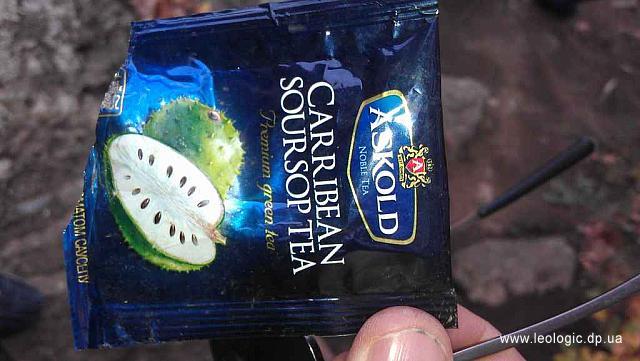 ASKOLD
NOBLE TEA
CARRIBEAN
SOURSOP TEA
Premium green tea
www.leologic.dp.ua